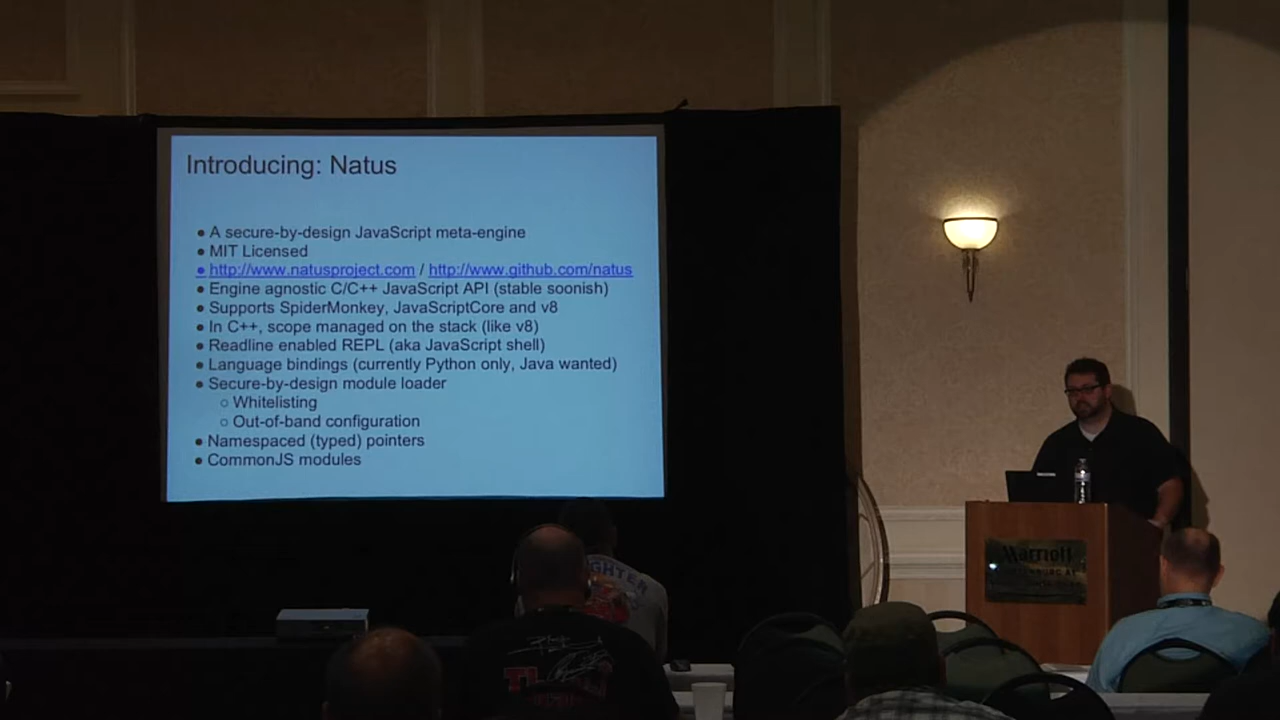 Introducing: Natus
● A secure-by-design JavaScript meta-engine
● MIT Licensed
● http://www.natusproject.com / http://www.github.com/natus
● Engine agnostic C/C++ JavaScript API (stable soonish)
● Supports SpiderMonkey, JavaScriptCore and v8
● In C++, scope managed on the stack (like v8)
● Readline enabled REPL (aka JavaScript shell)
● Language bindings (currently Python only, Java wanted)
● Secure-by-design module loader
○ Whitelisting
○ Out-of-band configuration
● Namespaced (typed) pointers
● CommonJS modules
Marriott